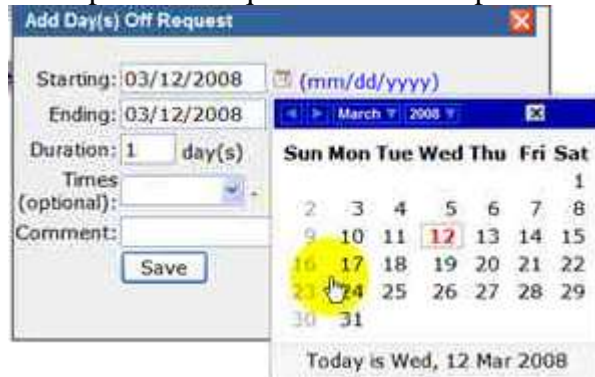 Add Day(s) Off Request
Starting: 03/12/2008 (mm/dd/yyyy)
Ending: 03/12/2008
Duration: 1 day(s)
Times
(optional): -
Comment:
Save
March 2008
Sun Mon Tue Wed Thu Fri Sat
1
2 3 4 5 6 7 8
9 10 11 12 13 14 15
16 17 18 19 20 21 22
23 24 25 26 27 28 29
30 31
Today is Wed, 12 Mar 2008